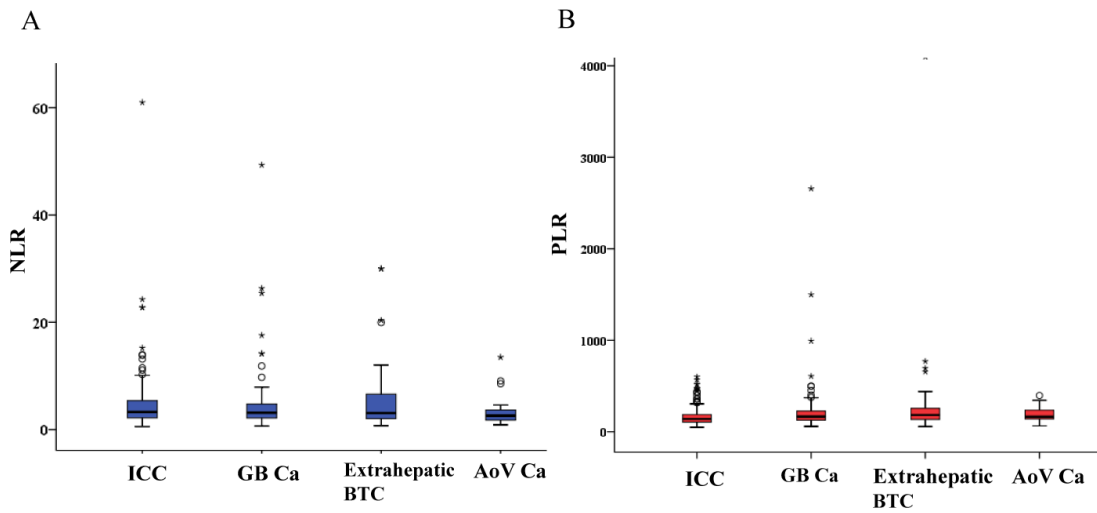 A
60
40
20
0
NLR
ICC
GB Ca
Extrahepatic
BTC
AoV Ca
B
4000
3000
2000
1000
0
PLR
ICC
GB Ca
Extrahepatic
BTC
AoV Ca